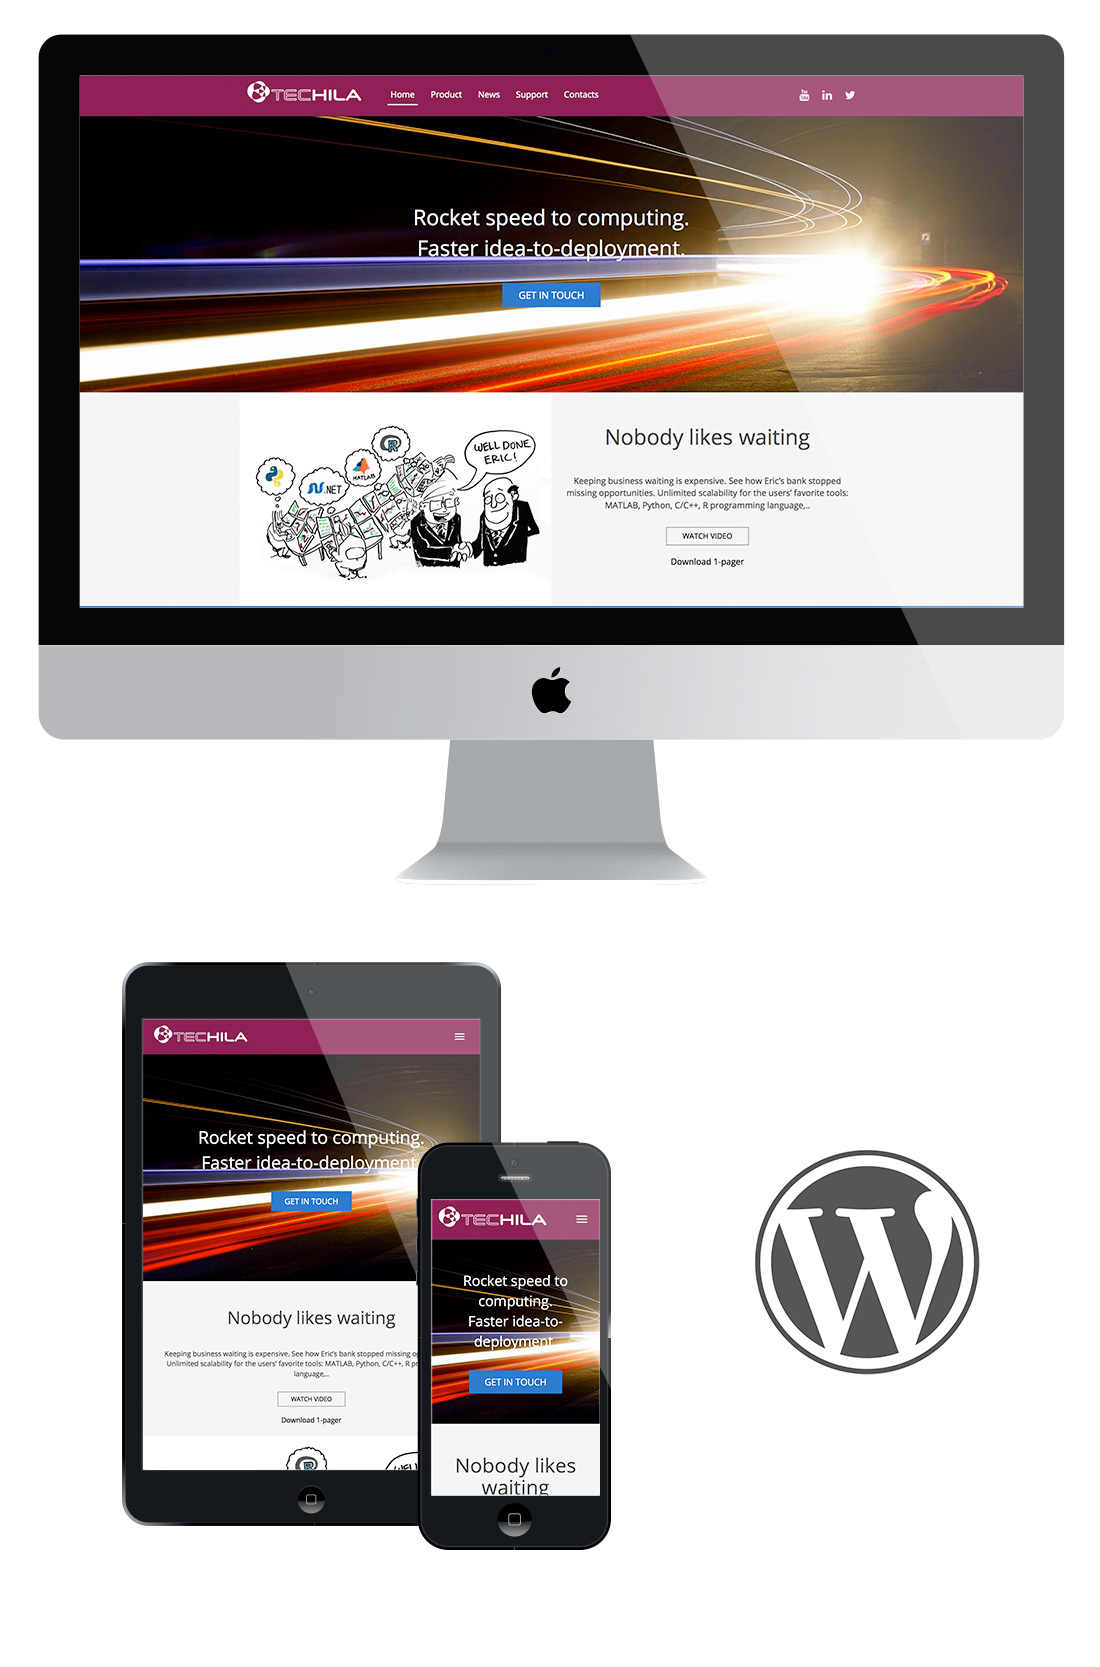 TECHILA
Home Product News Support Contacts
You Tube in
Rocket speed to computing.
Faster idea-to-deployment.
GET IN TOUCH
WELL DONE
ERIC!
R
MATLAB
.NET
Nobody likes waiting
Keeping business waiting is expensive. See how Eric's bank stopped
missing opportunities. Unlimited scalability for the users' favorite tools:
MATLAB, Python, C/C++, R programming language,..
WATCH VIDEO
Download 1-pager
TECHILA
Rocket speed to computing.
Faster idea-to-deployment
GET IN TOUCH
Nobody likes waiting
Keeping business waiting is expensive. See how Eric's bank stopped missing
Unlimited scalability for the users' favorite tools: MATLAB, Python, C/C++, R
language,..
WATCH VIDEO
Download 1-pager
R
TECHILA
Rocket speed to
computing.
Faster idea-to-
deployment
GET IN TOUCH
Nobody likes
waiting
W